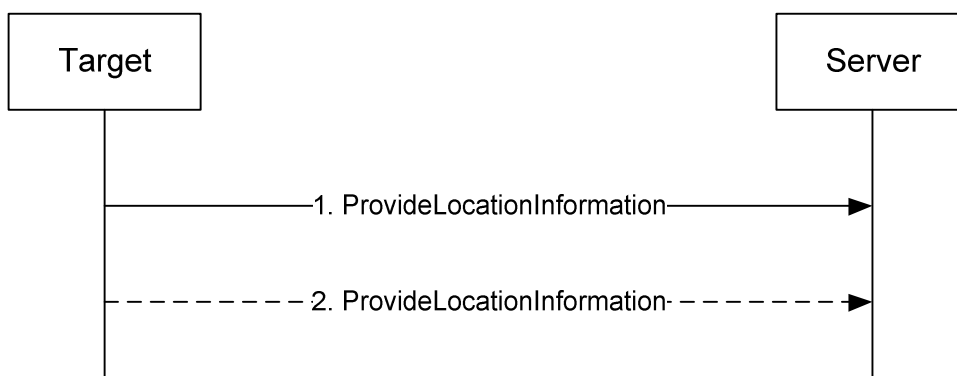 Target
Server
1. ProvideLocationInformation
2. ProvideLocationInformation